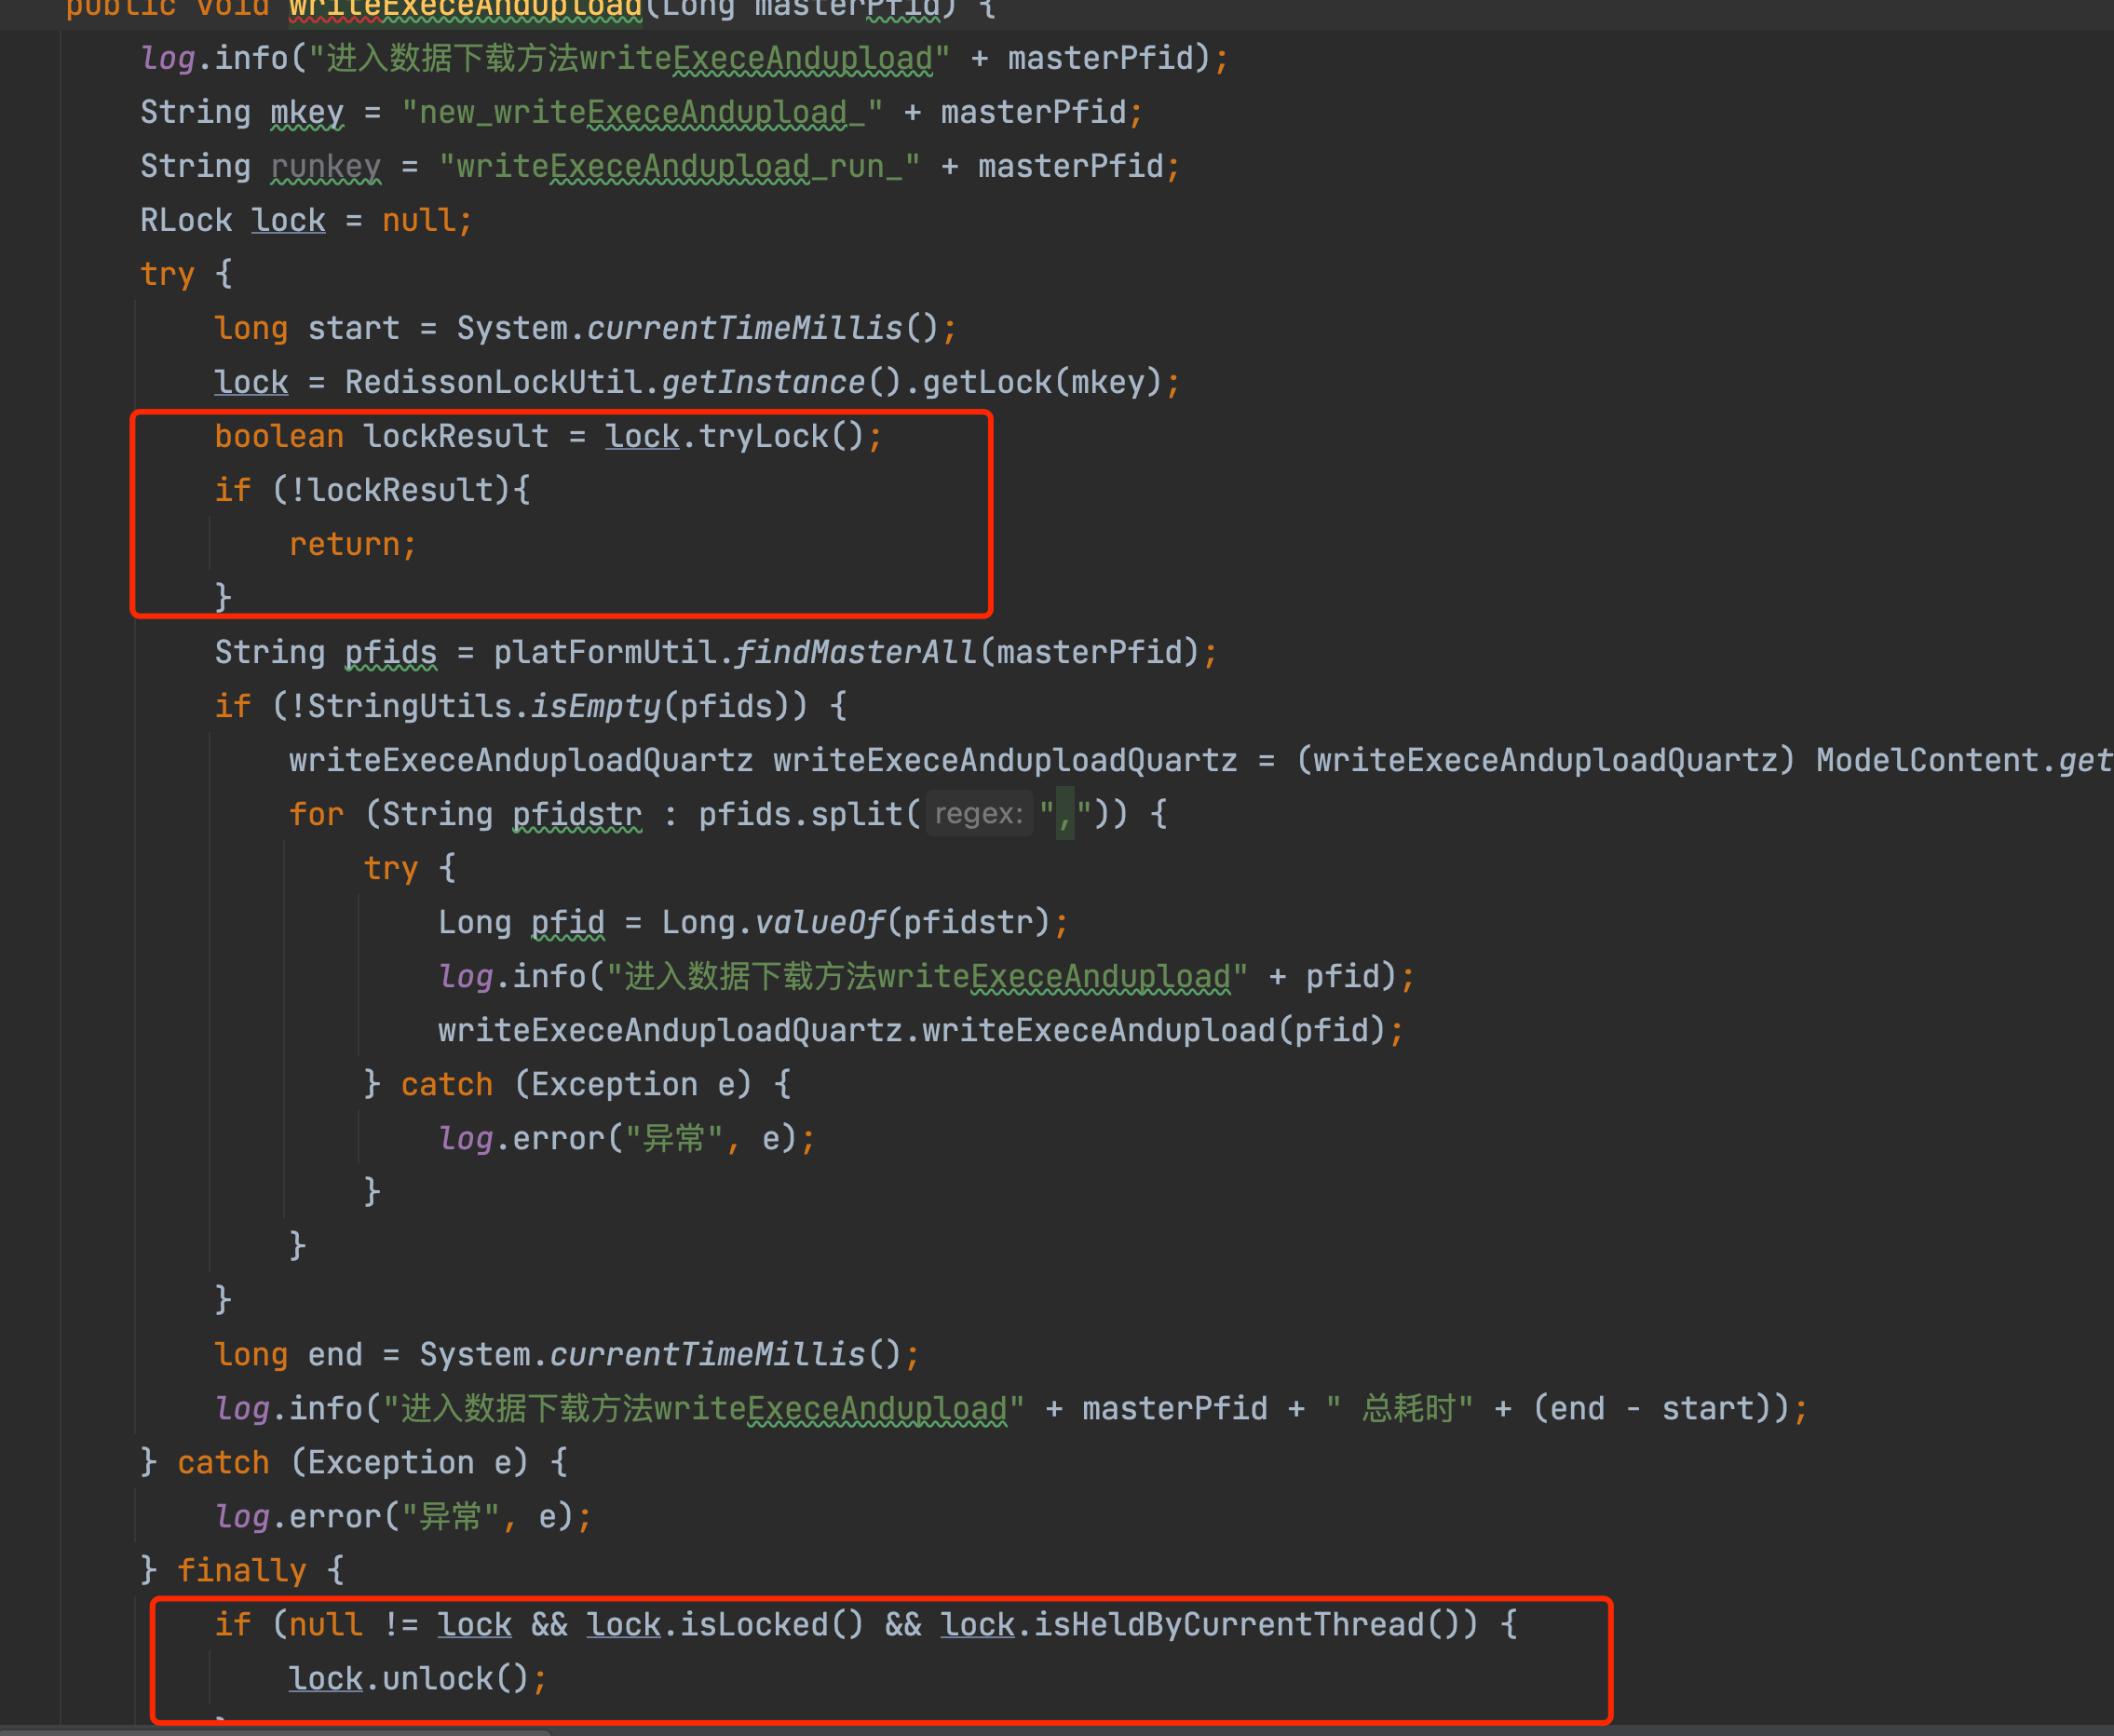 public void writeExeceAndupload(Long masterPfid) {
log.info("进入数据下载方法writeExeceAndupload" + masterPfid);
String mkey = "new_writeExeceAndupload_" + masterPfid;
String runkey = "writeExeceAndupload_run_" + masterPfid;
RLock lock = null;
try {
long start = System.currentTimeMillis();
lock = RedissonLockUtil.getInstance().getLock(mkey);
boolean lockResult = lock.tryLock();
if (!lockResult){
return;
}
String pfids = platFormUtil.findMasterAll(masterPfid);
if (!StringUtils.isEmpty(pfids)) {
writeExeceAnduploadQuartz writeExeceAnduploadQuartz = (writeExeceAnduploadQuartz) ModelContent.get
for (String pfidstr : pfids.split( regex: ",")) {
try {
Long pfid = Long.valueOf(pfidstr);
log.info("进入数据下载方法writeExeceAndupload" + pfid);
writeExeceAnduploadQuartz.writeExeceAndupload(pfid);
} catch (Exception e) {
log.error("异常", e);
}
}
}
long end = System.currentTimeMillis();
log.info("进入数据下载方法writeExeceAndupload" + masterPfid + " 总耗时" + (end - start));
} catch (Exception e) {
log.error("异常", e);
} finally {
if (null != lock && lock.isLocked() && lock.isHeldByCurrentThread()) {
lock.unlock();